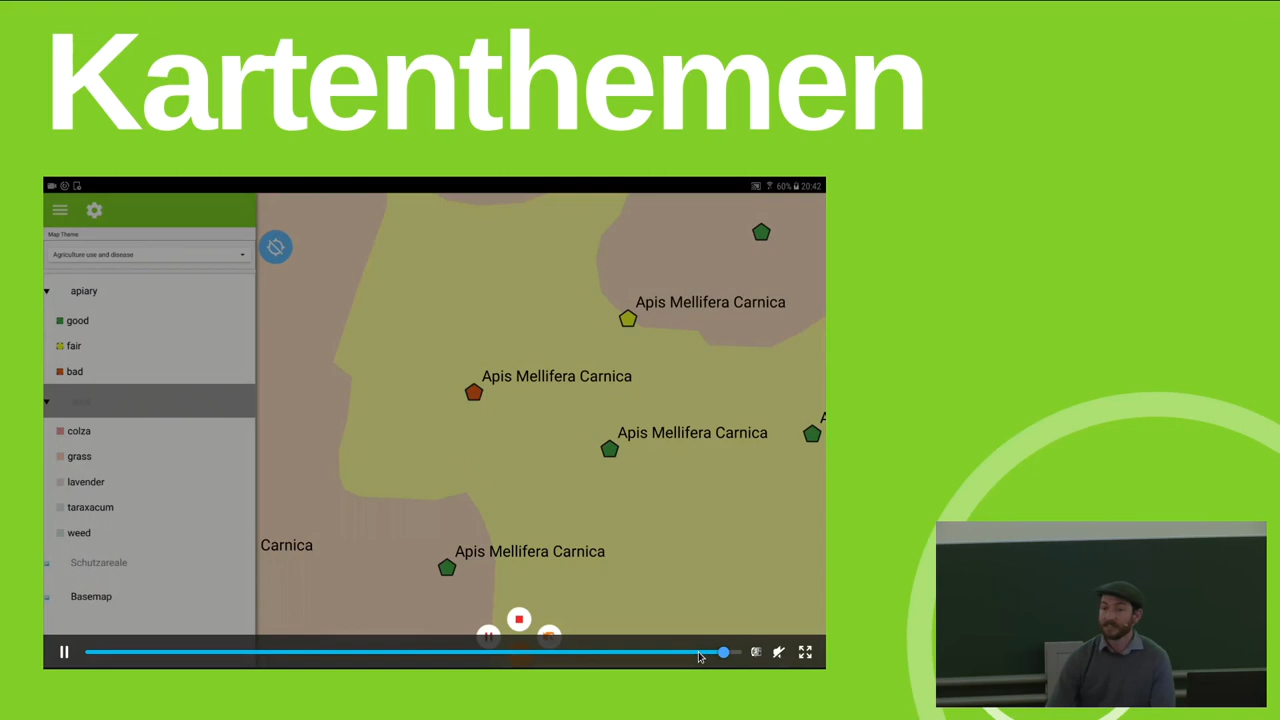 Kartenthemen
60% 20:42
Map Theme
Agriculture use and disease
apiary
good
fair
bad
colza
grass
lavender
taraxacum
weed
Schutzareale
Basemap
Apis Mellifera Carnica
Apis Mellifera Carnica
A
Apis Mellifera Carnica
Carnica
Apis Mellifera Carnica